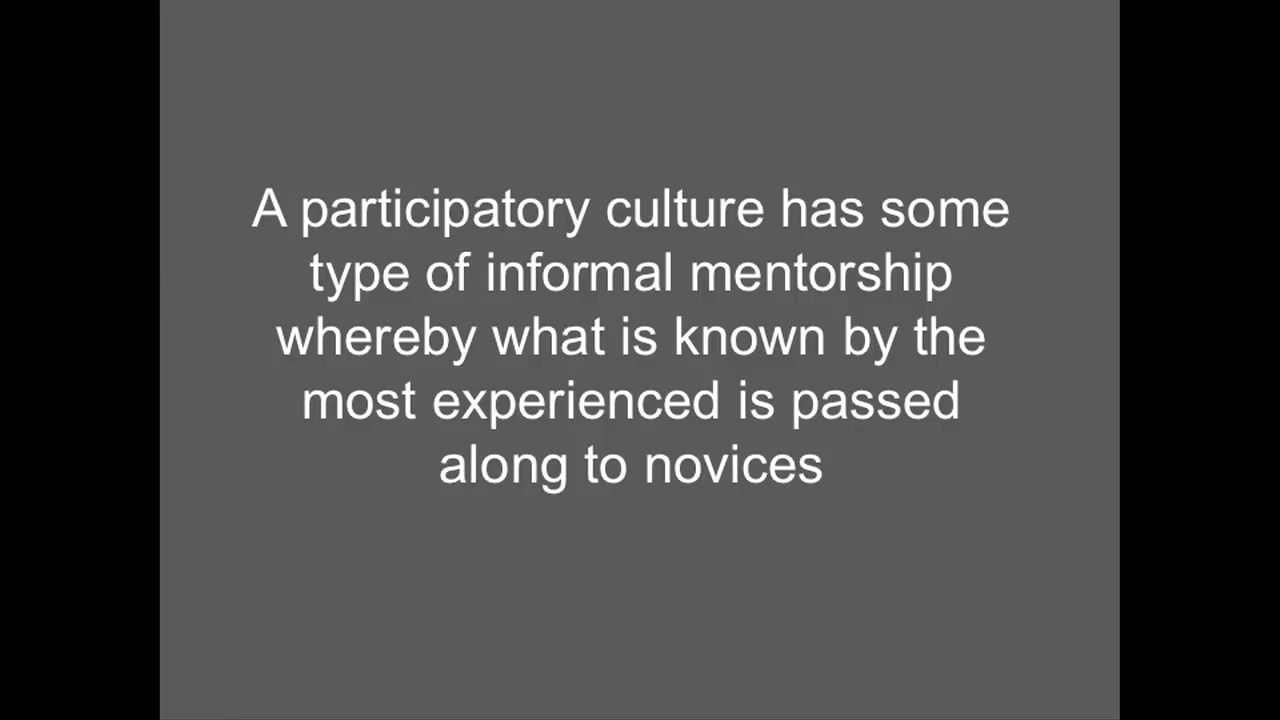 A participatory culture has some
type of informal mentorship
whereby what is known by the
most experienced is passed
along to novices